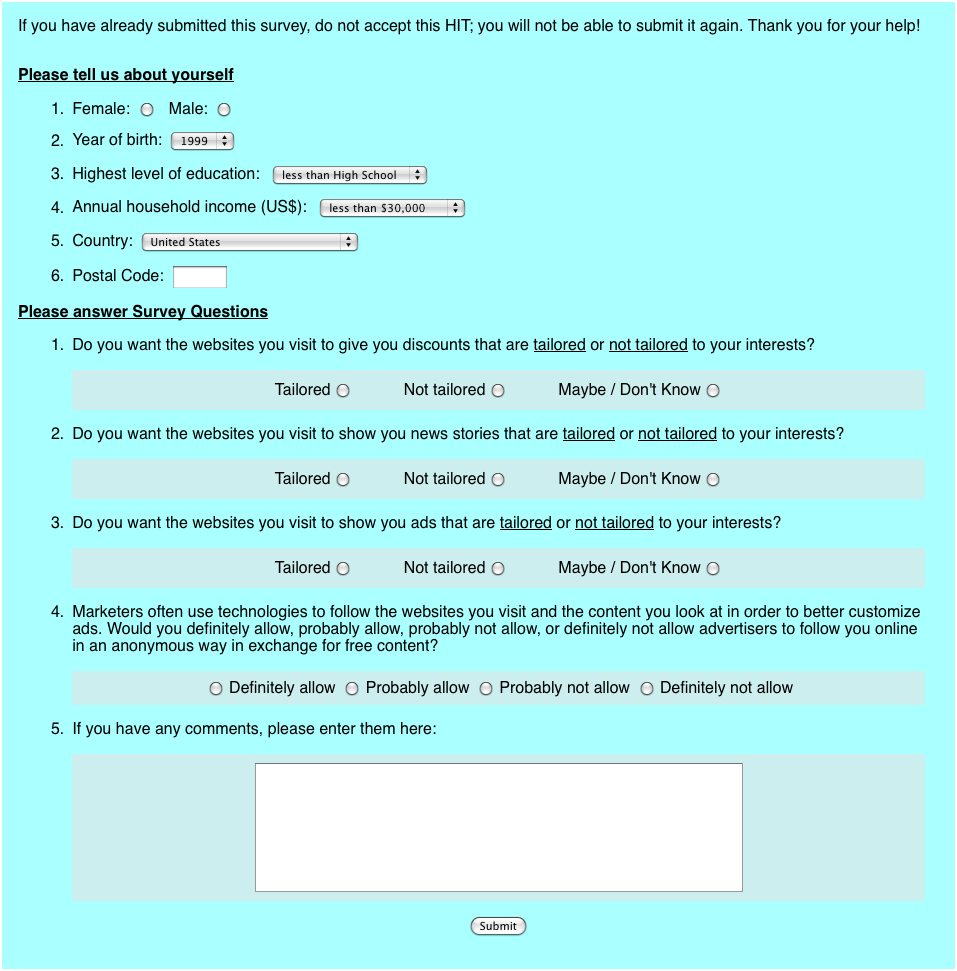 If you have already submitted this survey, do not accept this HIT; you will not be able to submit it again. Thank you for your help!
Please tell us about yourself
1. Female: Male:
2. Year of birth: 1999
3. Highest level of education: less than High School
4. Annual household income (US$): less than $30,000
5. Country: United States
6. Postal Code:
Please answer Survey Questions
1. Do you want the websites you visit to give you discounts that are tailored or not tailored to your interests?
Tailored Not tailored Maybe / Don't Know
2. Do you want the websites you visit to show you news stories that are tailored or not tailored to your interests?
Tailored Not tailored Maybe / Don't Know
3. Do you want the websites you visit to show you ads that are tailored or not tailored to your interests?
Tailored Not tailored Maybe / Don't Know
4. Marketers often use technologies to follow the websites you visit and the content you look at in order to better customize
ads. Would you definitely allow, probably allow, probably not allow, or definitely not allow advertisers to follow you online
in an anonymous way in exchange for free content?
Definitely allow Probably allow Probably not allow Definitely not allow
5. If you have any comments, please enter them here:
Submit